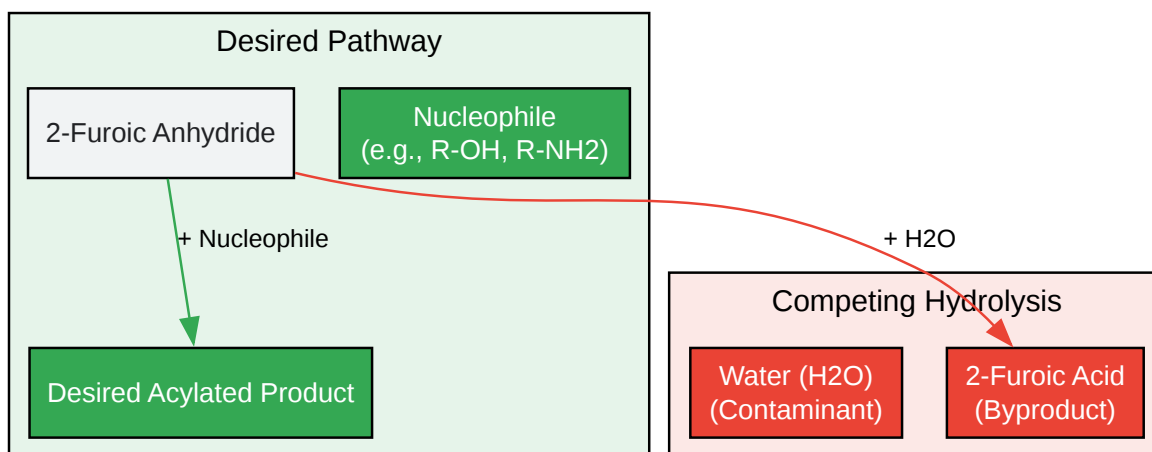 Desired Pathway
2-Furoic Anhydride
Nucleophile
(e.g., R-OH, R-NH2)
+ Nucleophile
+ H2O
Desired Acylated Product
Competing Hydrolysis
Water (H2O)
(Contaminant)
2-Furoic Acid
(Byproduct)